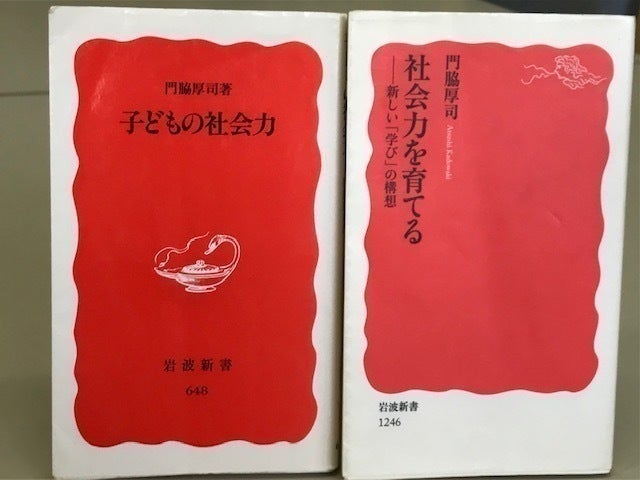 門脇厚司著
子どもの社会力
岩波新書
648
門脇厚司
Atsushi Kadowaki
社会力を育てる
——新しい「学び」の構想
岩波新書
1246